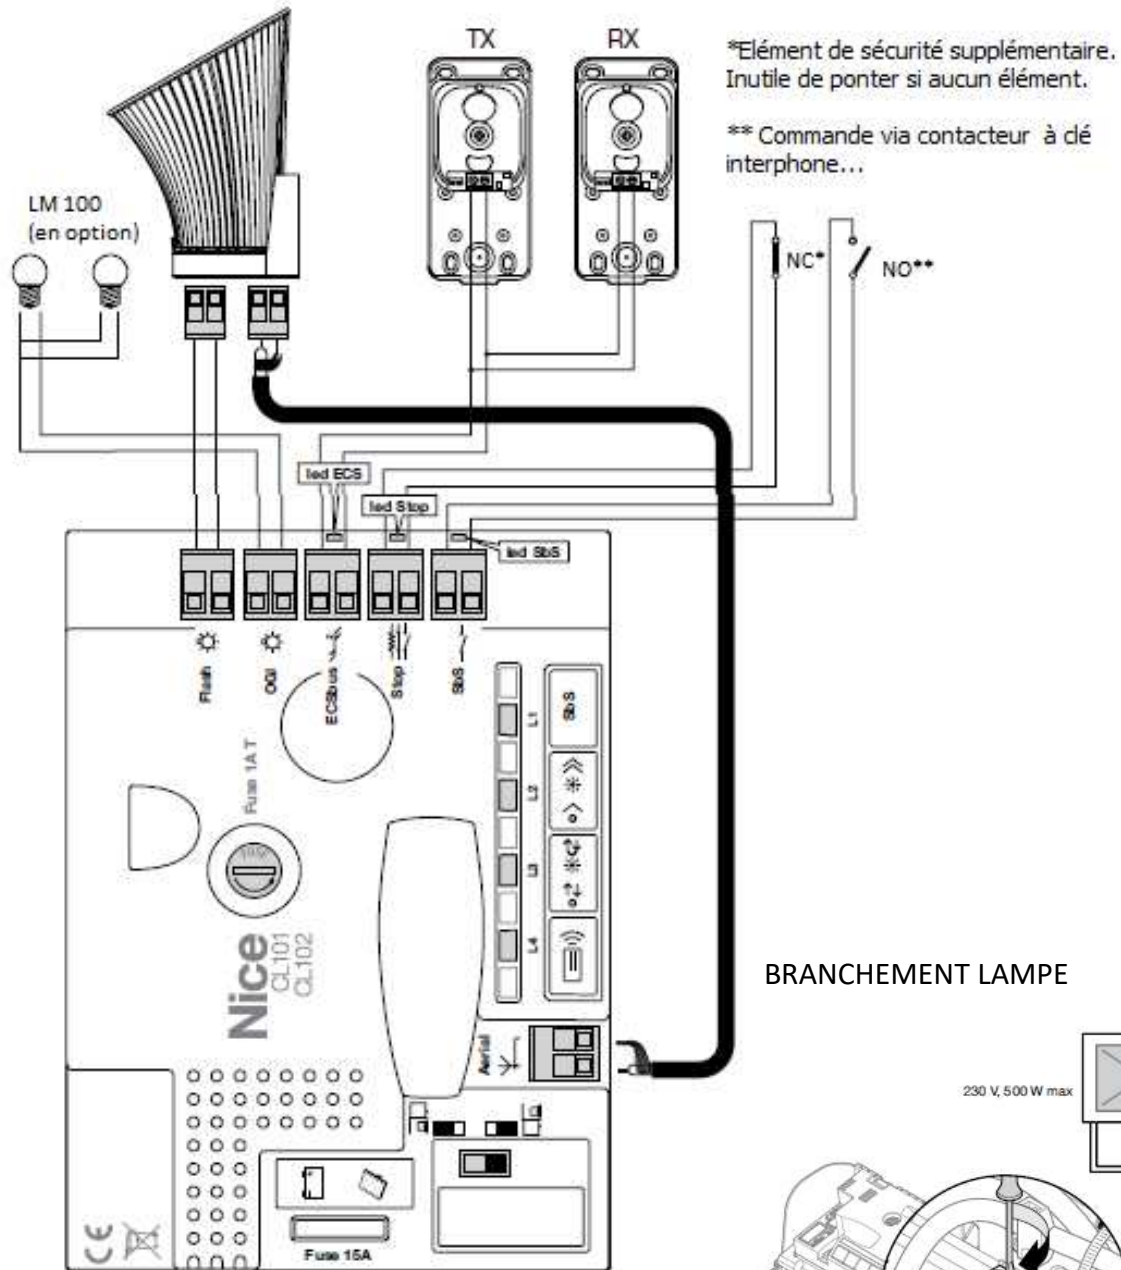 TX
RX
*Elément de sécurité supplémentaire.
Inutile de ponter si aucun élément.
** Commande via contacteur à clé
interphone...
LM 100
(en option)
NC*
NO**
led ECS
led Stop
led SbS
Flash
OGI
ECSbus
Stop
SbS
L1
L2
L3
L4
SbS
Fuse 1A T
Nice
CL101
CL102
Aerial
BRANCHEMENT LAMPE
230 V, 500 W max
CE
Fuse 15A